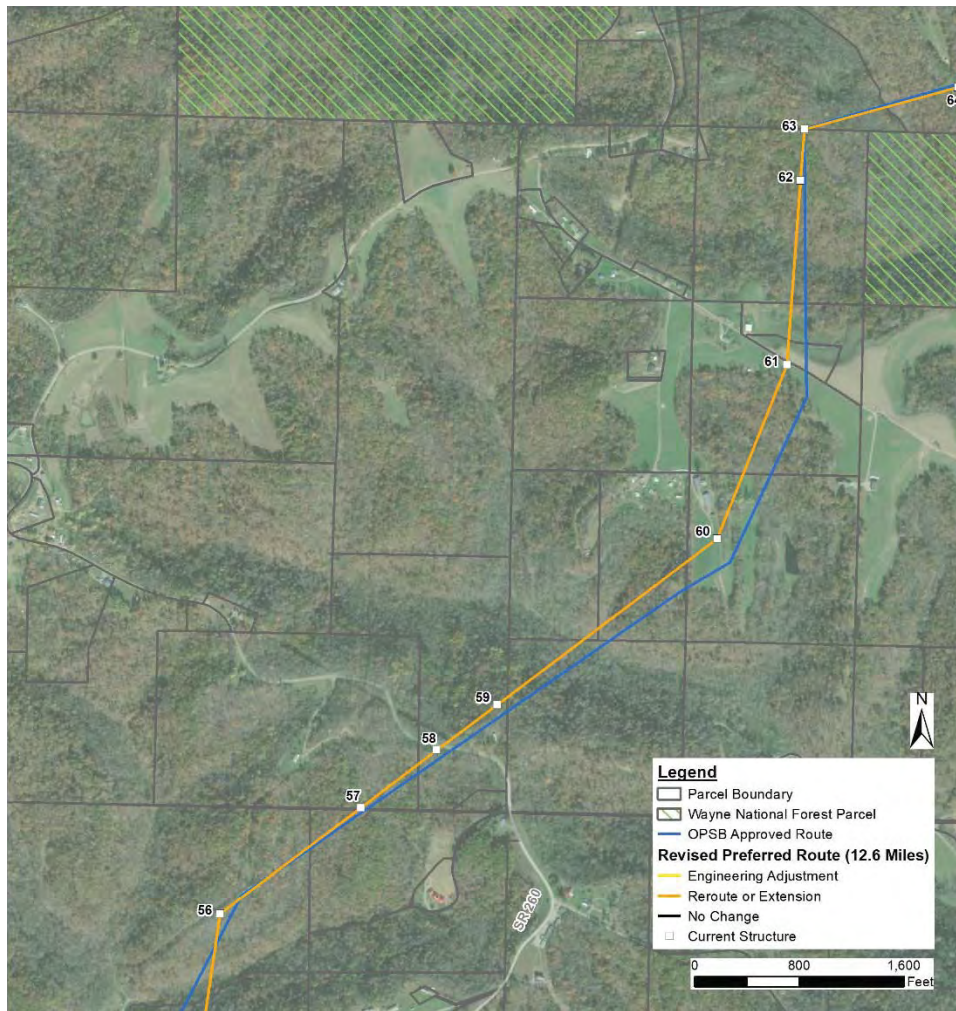 64
63
62
61
60
59
58
57
56
SR 260
N
Legend
Parcel Boundary
Wayne National Forest Parcel
OPSB Approved Route
Revised Preferred Route (12.6 Miles)
Engineering Adjustment
Reroute or Extension
No Change
Current Structure
0 800 1,600
Feet